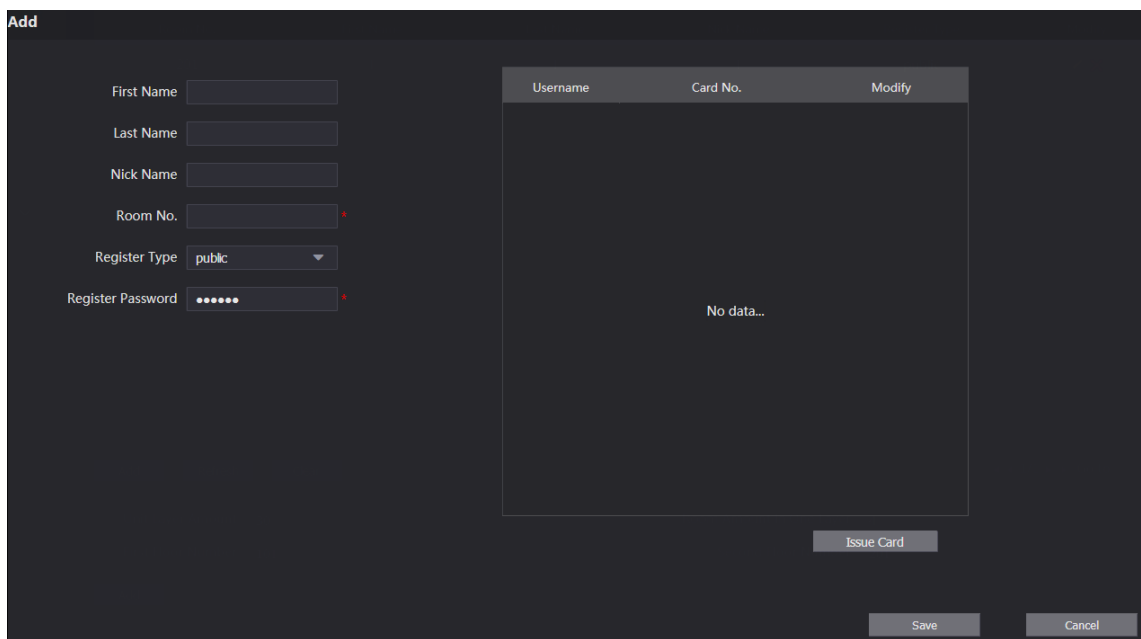 Add
First Name
Last Name
Nick Name
Room No. *
Register Type public
Register Password ●●●●●● *
Username Card No. Modify
No data...
Issue Card
Save Cancel